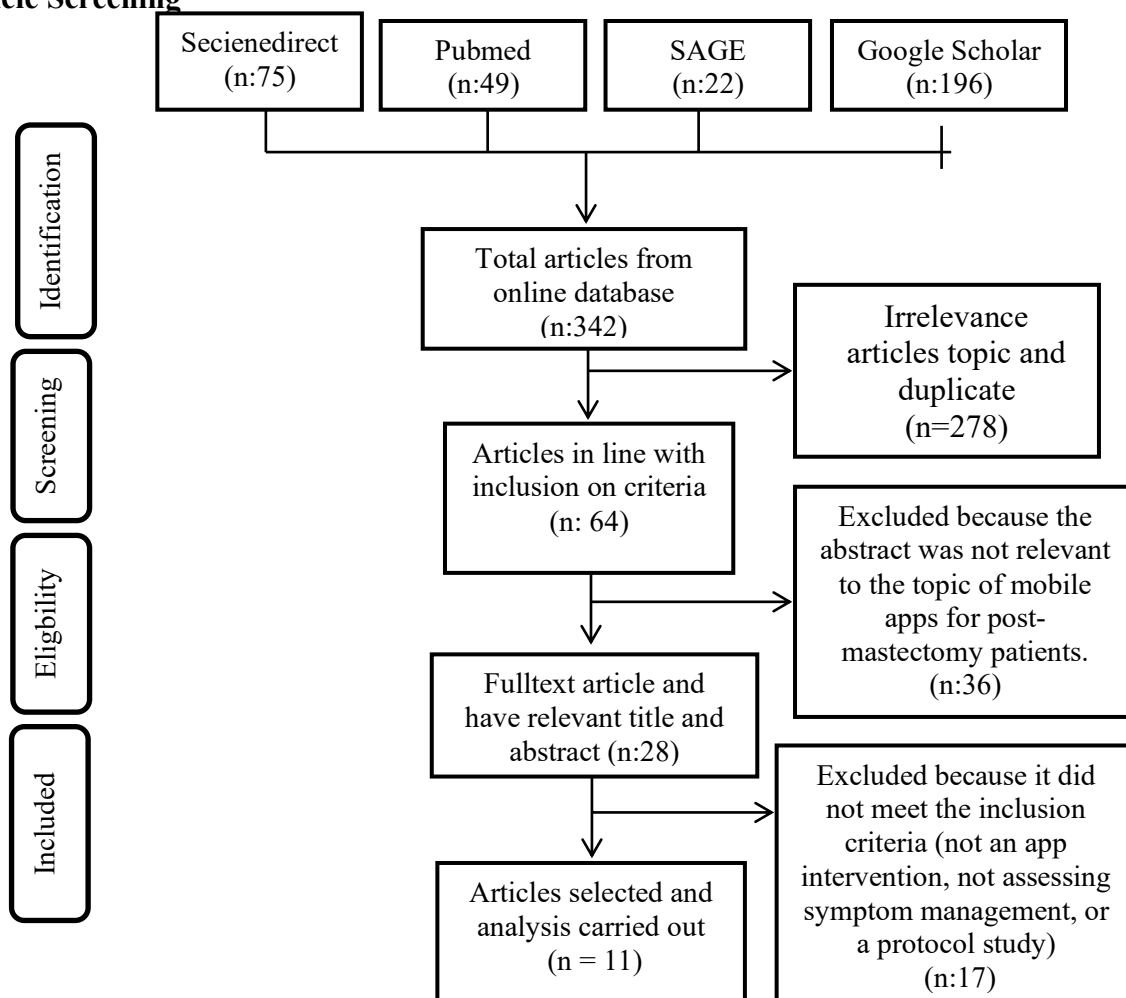 Screening
Secienedirect
(n:75)
Pubmed
(n:49)
SAGE
(n:22)
Google Scholar
(n:196)
Identification
Total articles from
online database
(n:342)
Irrelevance
articles topic and
duplicate
(n=278)
Screening
Articles in line with
inclusion on criteria
(n: 64)
Excluded because the
abstract was not relevant
to the topic of mobile
apps for post-
mastectomy patients.
(n:36)
Eligbility
Fulltext article and
have relevant title and
abstract (n:28)
Excluded because it did
not meet the inclusion
criteria (not an app
intervention, not assessing
symptom management, or
a protocol study)
(n:17)
Included
Articles selected and
analysis carried out
(n = 11)